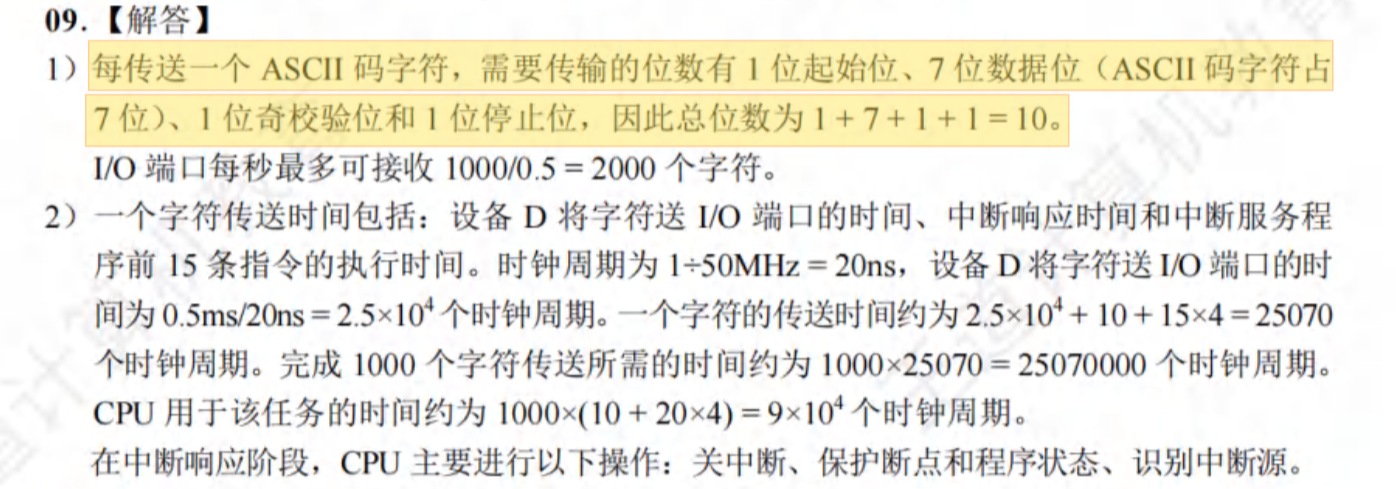 09.【解答】
1）每传送一个 ASCII 码字符，需要传输的位数有 1 位起始位、7 位数据位（ASCII 码字符占
7 位）、1 位奇校验位和 1 位停止位，因此总位数为 1 + 7 + 1 + 1 = 10。
I/O 端口每秒最多可接收 1000/0.5 = 2000 个字符。
2）一个字符传送时间包括：设备 D 将字符送 I/O 端口的时间、中断响应时间和中断服务程
序前 15 条指令的执行时间。时钟周期为 1÷50MHz = 20ns，设备 D 将字符送 I/O 端口的时
间为 0.5ms/20ns = 2.5×10⁴ 个时钟周期。一个字符的传送时间约为 2.5×10⁴ + 10 + 15×4 = 25070
个时钟周期。完成 1000 个字符传送所需的时间约为 1000×25070 = 25070000 个时钟周期。
CPU 用于该任务的时间约为 1000×(10 + 20×4) = 9×10⁴ 个时钟周期。
在中断响应阶段，CPU 主要进行以下操作：关中断、保护断点和程序状态、识别中断源。